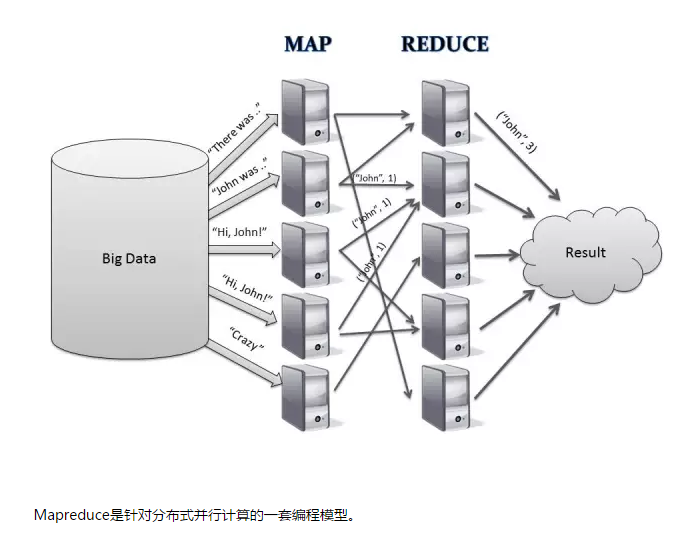 MAP REDUCE
"There was .."
"John was .."
"Hi, John!"
"Hi, John!"
"Crazy"
Big Data
("John", 1)
("John", 1)
("John", 1)
("John", 3)
Result
Mapreduce是针对分布式并行计算的一套编程模型。